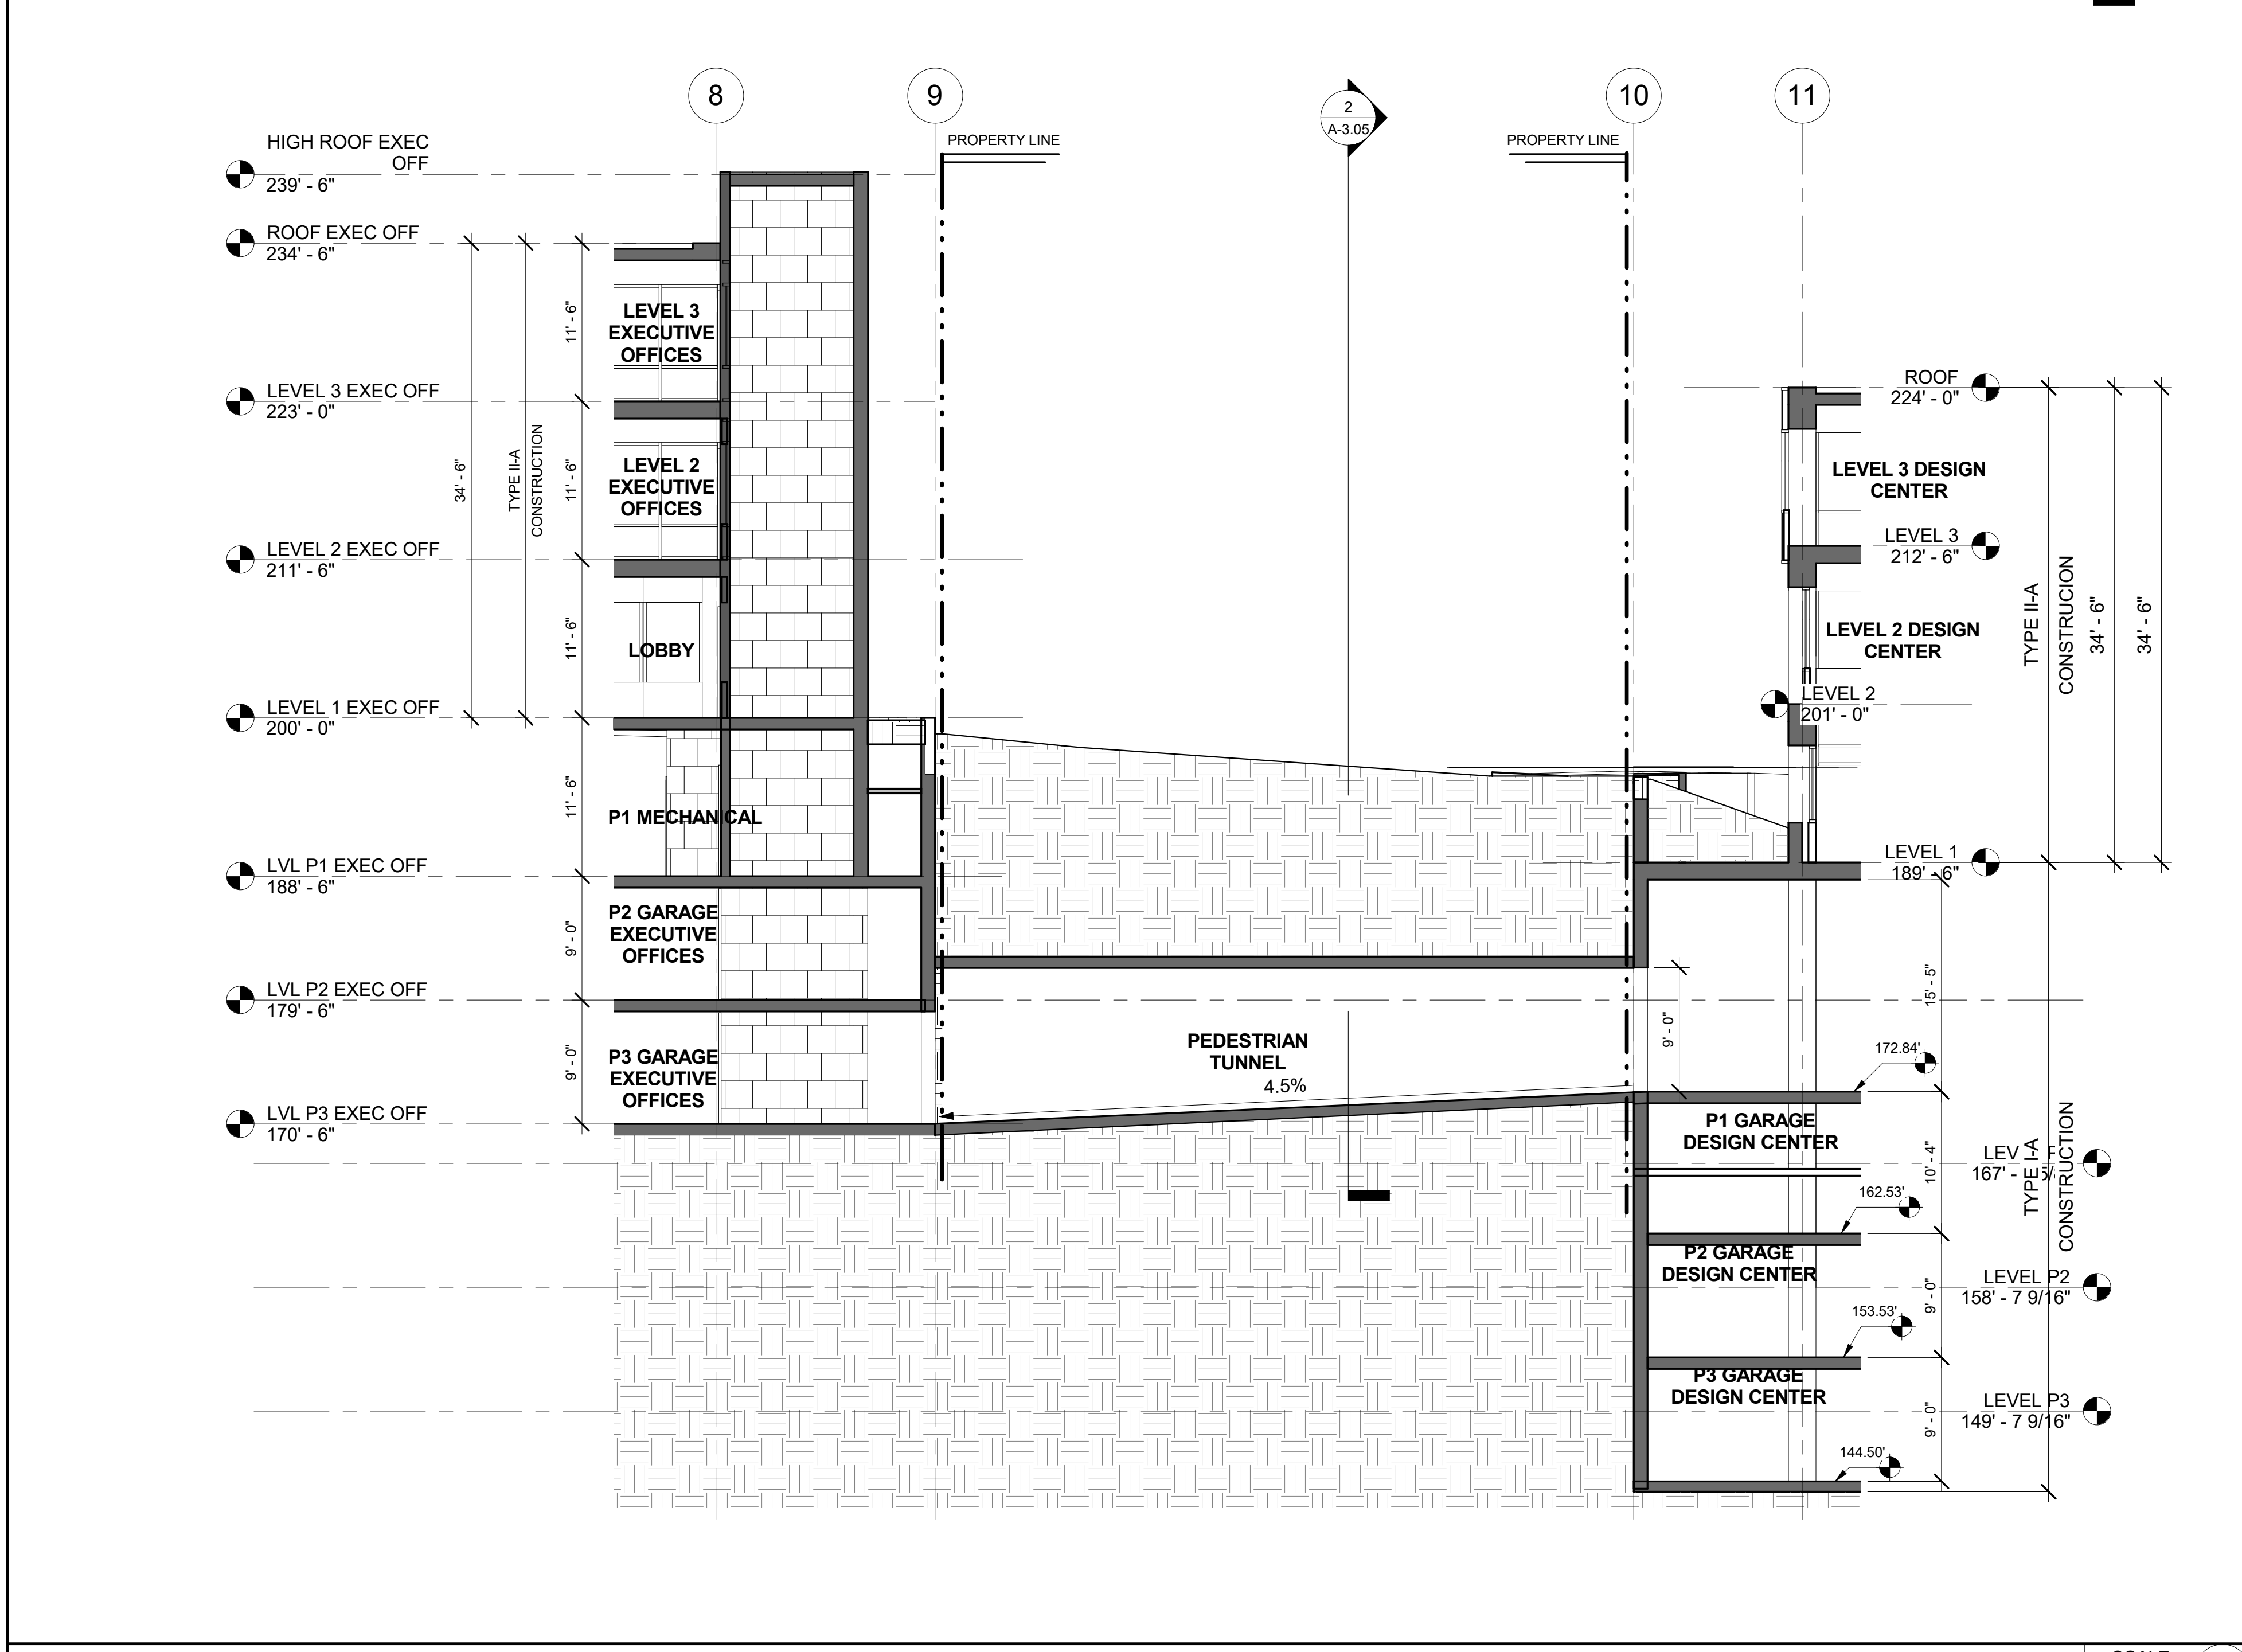 8
9
10
11
2
A-3.05
PROPERTY LINE
PROPERTY LINE
HIGH ROOF EXEC
OFF
239' - 6"
ROOF EXEC OFF
234' - 6"
LEVEL 3 EXEC OFF
223' - 0"
LEVEL 2 EXEC OFF
211' - 6"
LEVEL 1 EXEC OFF
200' - 0"
LVL P1 EXEC OFF
188' - 6"
LVL P2 EXEC OFF
179' - 6"
LVL P3 EXEC OFF
170' - 6"
34' - 6"
TYPE II-A
CONSTRUCTION
11' - 6"
11' - 6"
11' - 6"
11' - 6"
9' - 0"
9' - 0"
LEVEL 3
EXECUTIVE
OFFICES
LEVEL 2
EXECUTIVE
OFFICES
LOBBY
P1 MECHANICAL
P2 GARAGE
EXECUTIVE
OFFICES
P3 GARAGE
EXECUTIVE
OFFICES
PEDESTRIAN
TUNNEL
4.5%
9' - 0"
ROOF
224' - 0"
LEVEL 3 DESIGN
CENTER
LEVEL 3
212' - 6"
LEVEL 2 DESIGN
CENTER
LEVEL 2
201' - 0"
LEVEL 1
189' - 6"
TYPE II-A
CONSTRUCION
34' - 6"
34' - 6"
15' - 5"
172.84'
P1 GARAGE
DESIGN CENTER
10' - 4"
167' -
162.53'
P2 GARAGE
DESIGN CENTER
9' - 0"
LEVEL P2
158' - 7 9/16"
153.53'
P3 GARAGE
DESIGN CENTER
9' - 0"
LEVEL P3
149' - 7 9/16"
144.50'
TYPE I-A
CONSTRUCTION